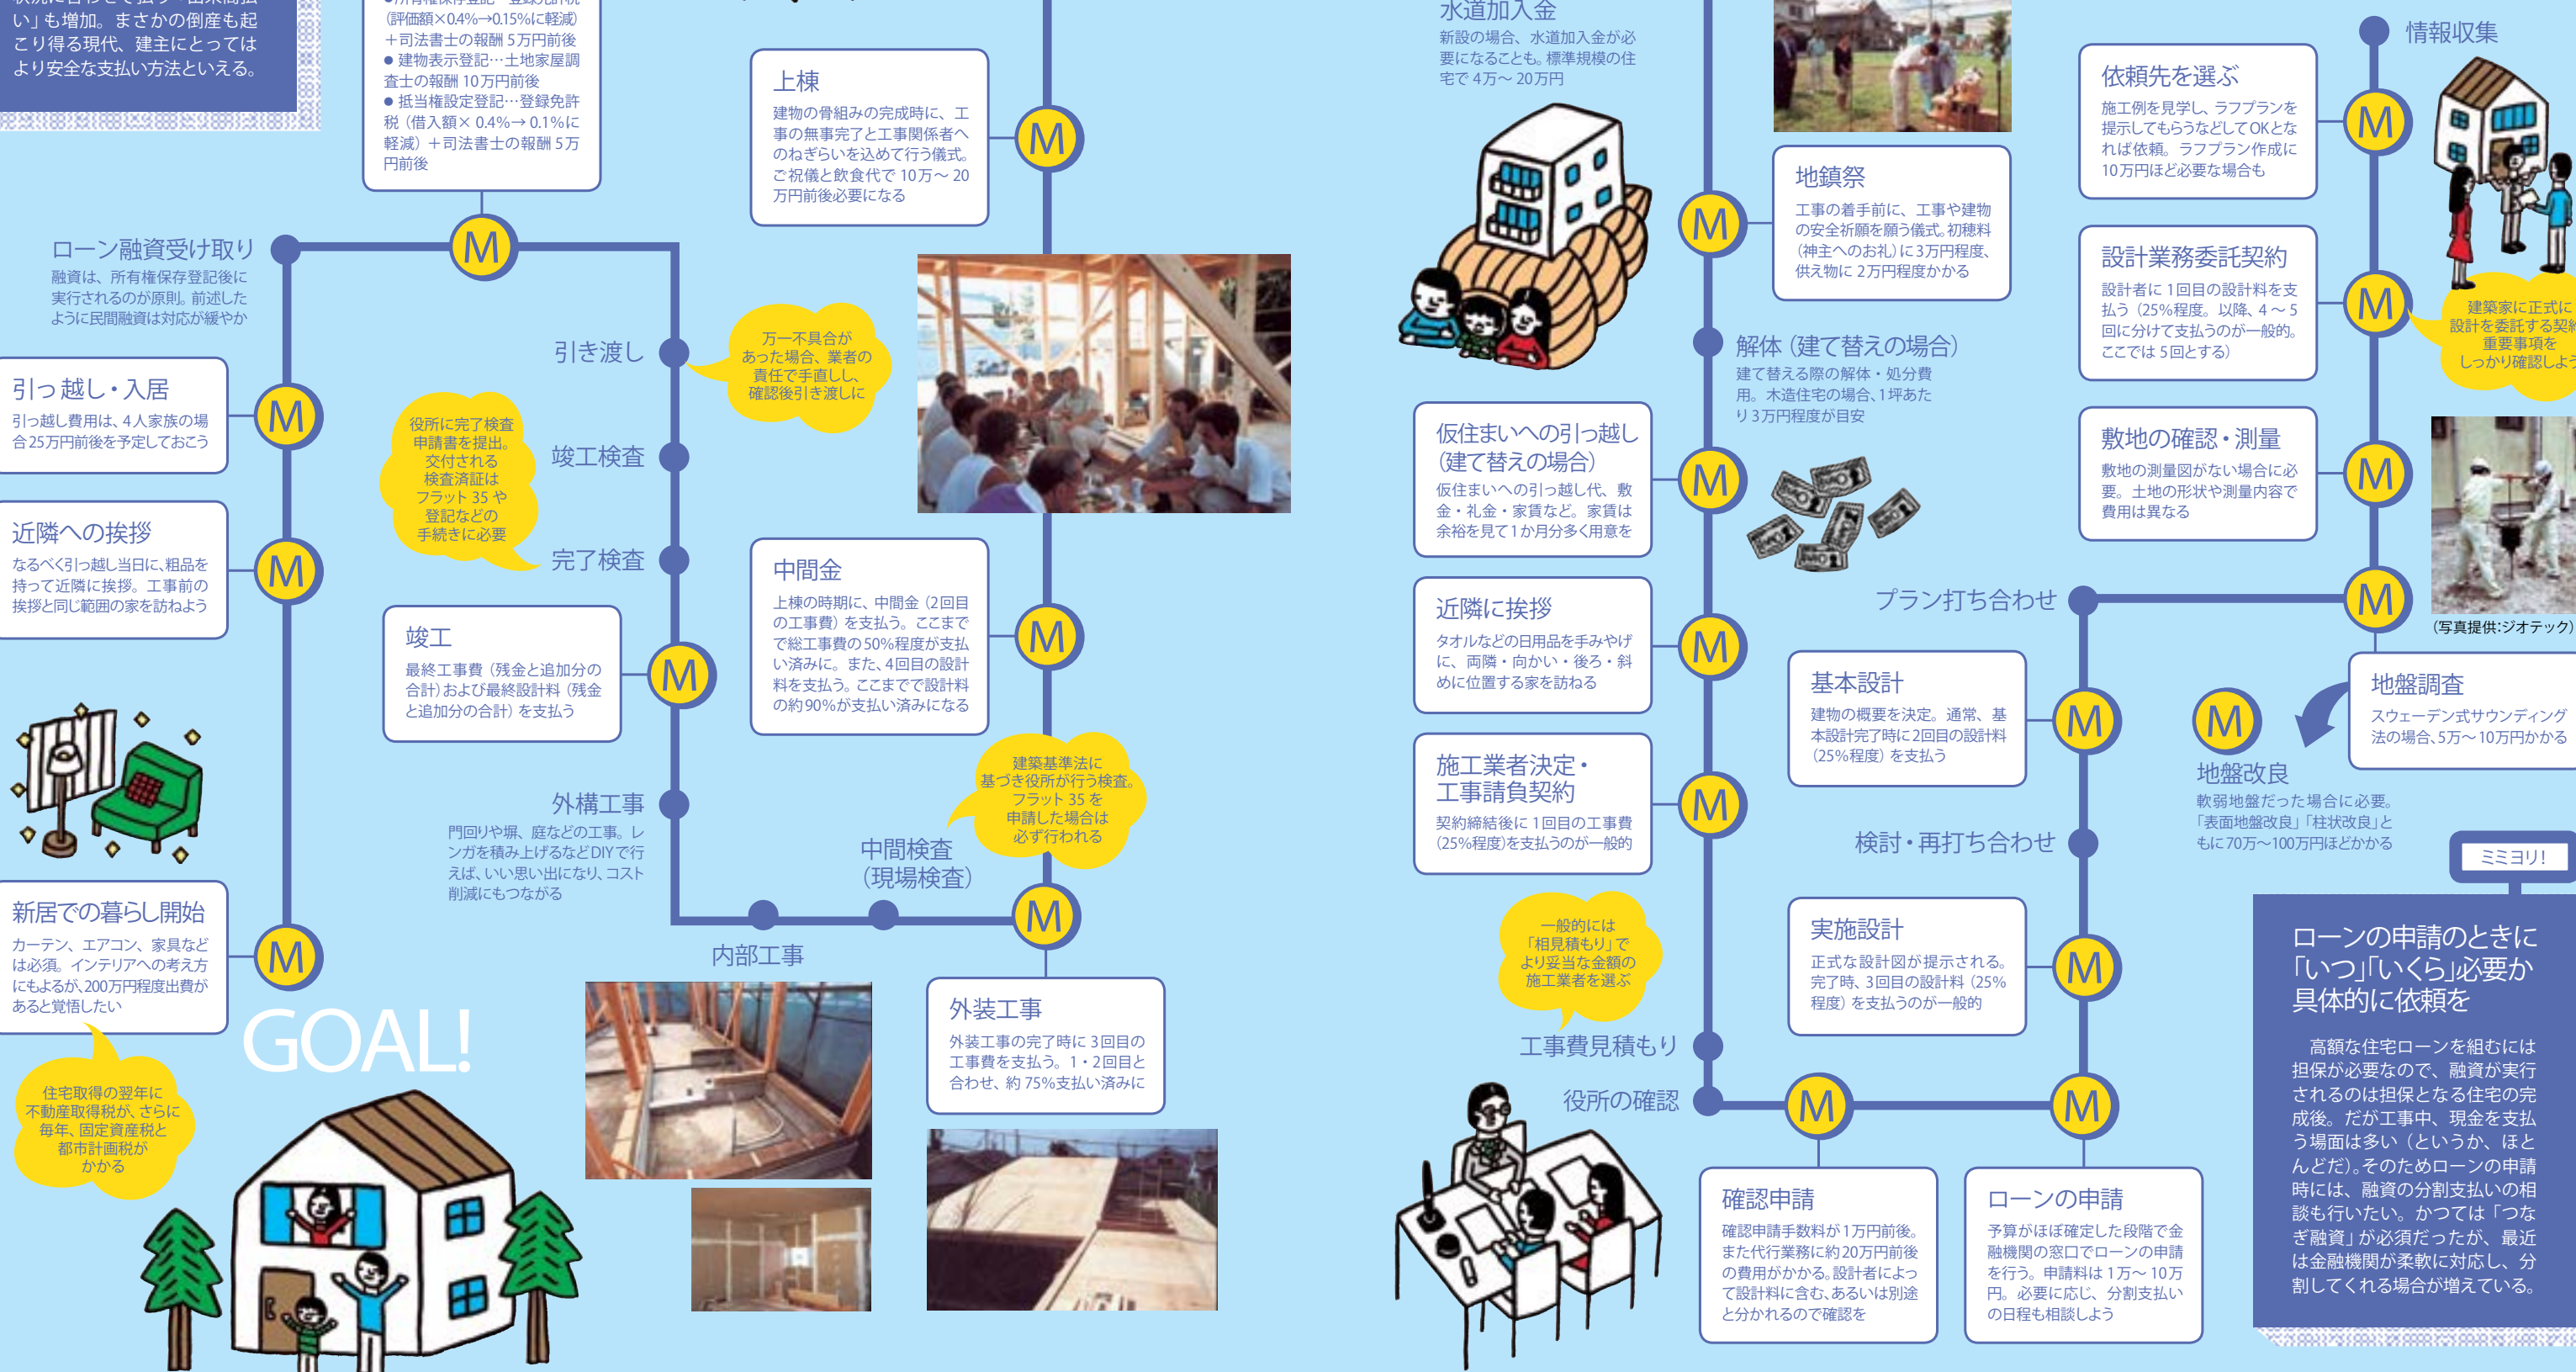 情報収集
依頼先を選ぶ
施工例を見学し、ラフプランを
提示してもらうなどしてOKとな
れば依頼。ラフプラン作成に
10万円ほど必要な場合も
M
設計業務委託契約
設計者に1回目の設計料を支
払う（25%程度。以降、4～5
回に分けて支払うのが一般的。
ここでは5回とする）
M
建築家に正式に
設計を委託する契約
重要事項を
しっかり確認しよう
敷地の確認・測量
敷地の測量図がない場合に必
要。土地の形状や測量内容で
費用は異なる
M
（写真提供:ジオテック）
M
地盤調査
スウェーデン式サウンディング
法の場合、5万～10万円かかる
M
地盤改良
軟弱地盤だった場合に必要。
「表面地盤改良」「柱状改良」と
もに70万～100万円ほどかかる
プラン打ち合わせ
基本設計
建物の概要を決定。通常、基
本設計完了時に2回目の設計料
（25%程度）を支払う
M
検討・再打ち合わせ
実施設計
正式な設計図が提示される。
完了時、3回目の設計料（25%
程度）を支払うのが一般的
M
M
ローンの申請
予算がほぼ確定した段階で金
融機関の窓口でローンの申請
を行う。申請料は1万～10万
円。必要に応じ、分割支払い
の日程も相談しよう
M
確認申請
確認申請手数料が1万円前後。
また代行業務に約20万円前後
の費用がかかる。設計者によっ
て設計料に含む、あるいは別途
と分かれるので確認を
ミミヨリ!
ローンの申請のときに
「いつ」「いくら」必要か
具体的に依頼を
高額な住宅ローンを組むには
担保が必要なので、融資が実行
されるのは担保となる住宅の完
成後。だが工事中、現金を支払
う場面は多い（というか、ほと
んどだ）。そのためローンの申請
時には、融資の分割支払いの相
談も行いたい。かつては「つな
ぎ融資」が必須だったが、最近
は金融機関が柔軟に対応し、分
割してくれる場合が増えている。
役所の確認
工事費見積もり
一般的には
「相見積もり」で
より妥当な金額の
施工業者を選ぶ
施工業者決定・
工事請負契約
契約締結後に1回目の工事費
（25%程度）を支払うのが一般的
M
近隣に挨拶
タオルなどの日用品を手みやげ
に、両隣・向かい・後ろ・斜
めに位置する家を訪ねる
M
仮住まいへの引っ越し
（建て替えの場合）
仮住まいへの引っ越し代、敷
金・礼金・家賃など。家賃は
余裕を見て1か月分多く用意を
M
解体（建て替えの場合）
建て替える際の解体・処分費
用。木造住宅の場合、1坪あた
り3万円程度が目安
地鎮祭
工事の着手前に、工事や建物
の安全祈願を願う儀式。初穂料
（神主へのお礼）に3万円程度、
供え物に2万円程度かかる
M
水道加入金
新設の場合、水道加入金が必
要になることも。標準規模の住
宅で4万～20万円
上棟
建物の骨組みの完成時に、工
事の無事完了と工事関係者へ
のねぎらいを込めて行う儀式。
ご祝儀と飲食代で10万～20
万円前後必要になる
M
中間金
上棟の時期に、中間金（2回目
の工事費）を支払う。ここまで
で総工事費の50%程度が支払
い済みに。また、4回目の設計
料を支払う。ここまでで設計料
の約90%が支払い済みになる
M
建築基準法に
基づき役所が行う検査。
フラット35を
申請した場合は
必ず行われる
中間検査
（現場検査）
M
外装工事
外装工事の完了時に3回目の
工事費を支払う。1・2回目と
合わせ、約75%支払い済みに
内部工事
外構工事
門回りや塀、庭などの工事。レ
ンガを積み上げるなどDIYで行
えば、いい思い出になり、コスト
削減にもつながる
竣工
最終工事費（残金と追加分の
合計）および最終設計料（残金
と追加分の合計）を支払う
M
完了検査
役所に完了検査
申請書を提出。
交付される
検査済証は
フラット35や
登記などの
手続きに必要
竣工検査
引き渡し
万一不具合が
あった場合、業者の
責任で手直しし、
確認後引き渡しに
（評価額×0.4%→0.15%に軽減）
＋司法書士の報酬5万円前後
●建物表示登記…土地家屋調
査士の報酬10万円前後
●抵当権設定登記…登録免許
税（借入額×0.4%→0.1%に
軽減）＋司法書士の報酬5万
円前後
M
い」も増加。まさかの倒産も起
こり得る現代、建主にとっては
より安全な支払い方法といえる。
ローン融資受け取り
融資は、所有権保存登記後に
実行されるのが原則。前述した
ように民間融資は対応が緩やか
引っ越し・入居
引っ越し費用は、4人家族の場
合25万円前後を予定しておこう
M
近隣への挨拶
なるべく引っ越し当日に、粗品を
持って近隣に挨拶。工事前の
挨拶と同じ範囲の家を訪ねよう
M
新居での暮らし開始
カーテン、エアコン、家具など
は必須。インテリアへの考え方
にもよるが、200万円程度出費が
あると覚悟したい
M
住宅取得の翌年に
不動産取得税が、さらに
毎年、固定資産税と
都市計画税が
かかる
GOAL!